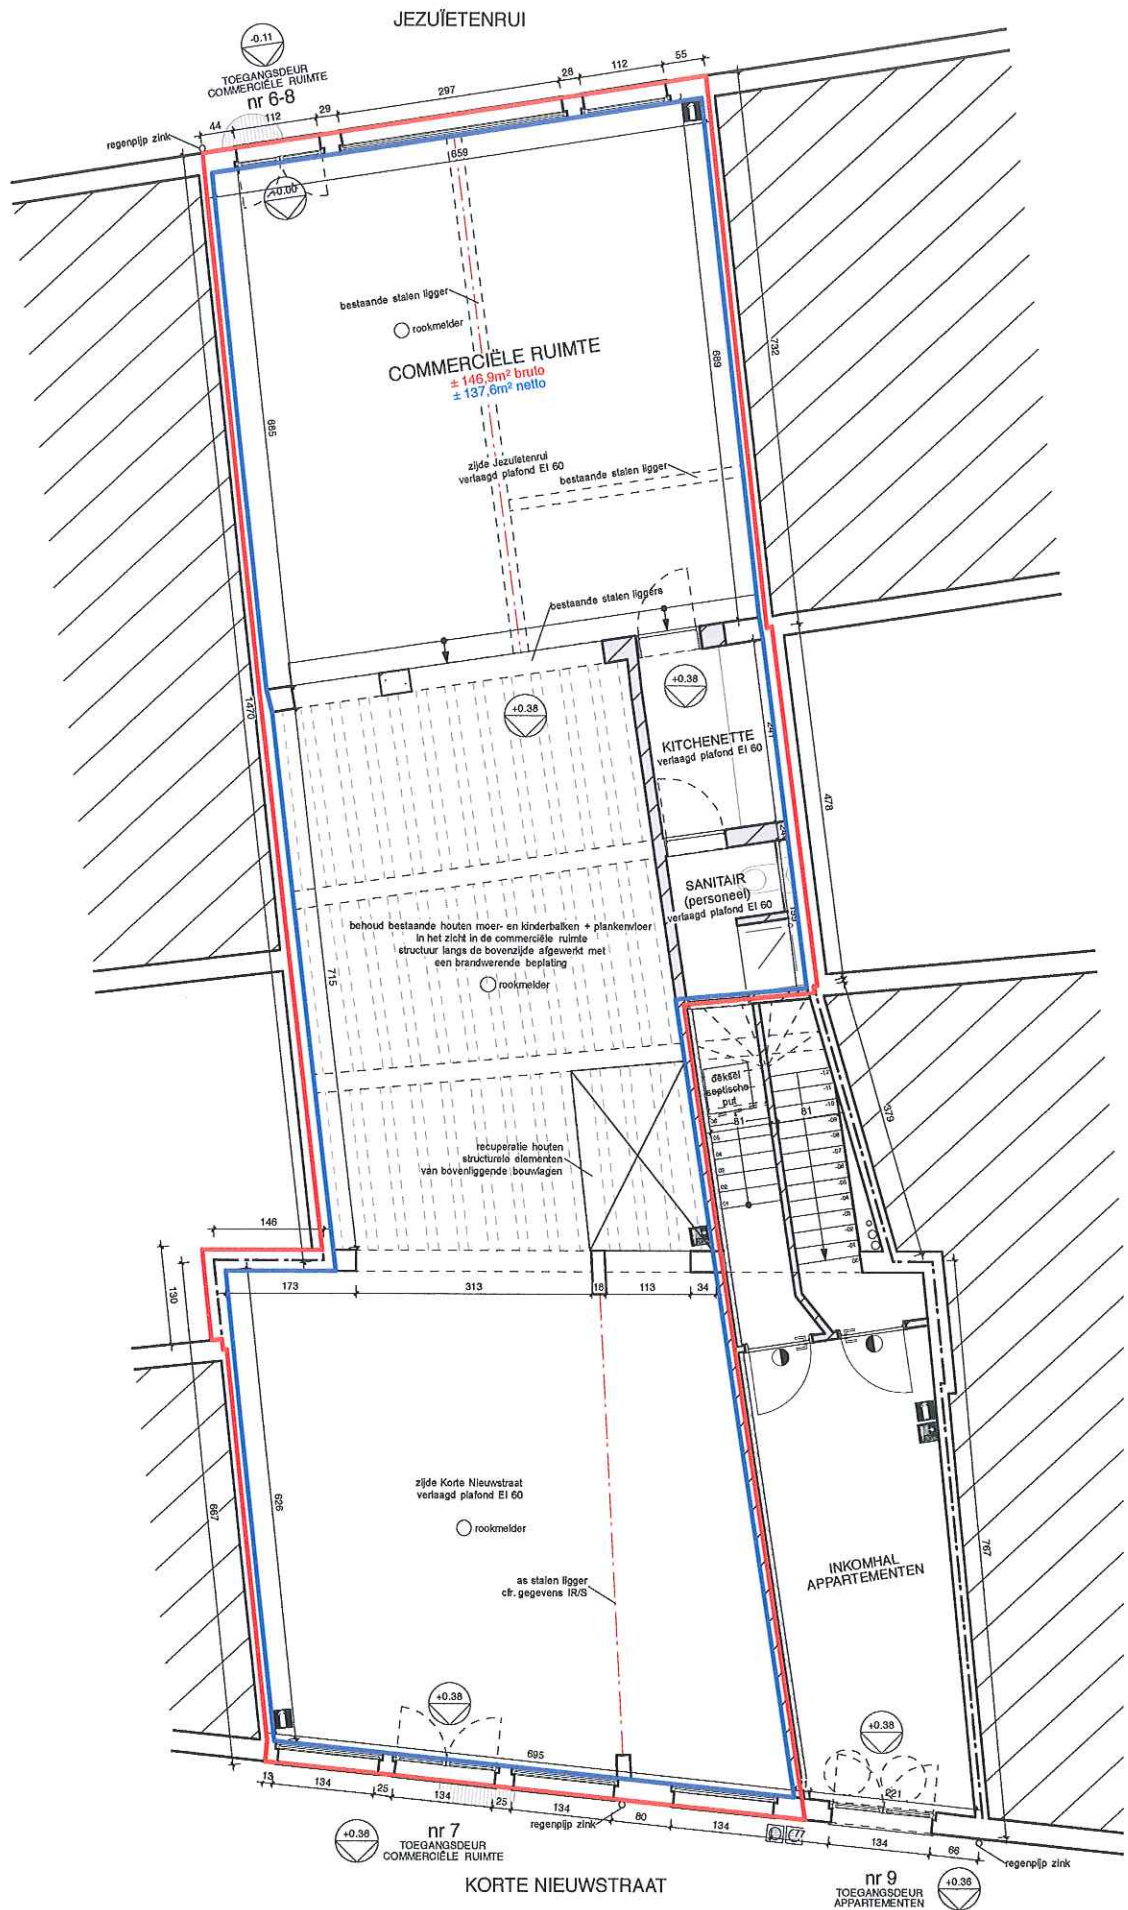 JEZUÏETENRUI
-0.11
TOEGANGSDEUR
COMMERCIËLE RUIMTE
nr 6-8
regenpijp zink
44
112
29
297
28
112
55
659
+0.00
bestaande stalen ligger
rookmelder
COMMERCIËLE RUIMTE
± 146,9m² bruto
± 137,6m² netto
689
732
685
zijde Jezuïetenrui
verlaagd plafond EI 60
bestaande stalen ligger
bestaande stalen liggers
+0.38
+0.38
1470
KITCHENETTE
verlaagd plafond EI 60
241
478
SANITAIR
(personeel)
verlaagd plafond EI 60
behoud bestaande houten moer- en kinderbalken + plankenvloer
in het zicht in de commerciële ruimte
structuur langs de bovenzijde afgewerkt met
een brandwerende beplating
rookmelder
715
deksel
septische
put
81
81
379
recuperatie houten
structurele elementen
van bovenliggende bouwlagen
146
130
173
313
18
113
34
zijde Korte Nieuwstraat
verlaagd plafond EI 60
rookmelder
626
667
as stalen ligger
cfr. gegevens IR/S
INKOMHAL
APPARTEMENTEN
767
+0.38
+0.38
695
221
13
134
25
134
25
134
80
134
77
134
66
regenpijp zink
regenpijp zink
+0.36
nr 7
TOEGANGSDEUR
COMMERCIËLE RUIMTE
KORTE NIEUWSTRAAT
nr 9
TOEGANGSDEUR
APPARTEMENTEN
+0.36